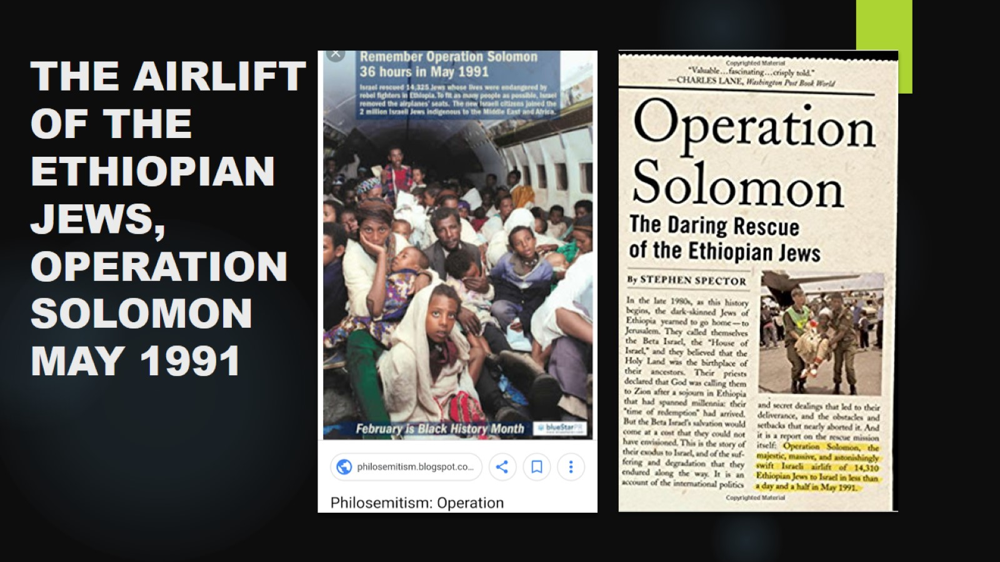 THE AIRLIFT
OF THE
ETHIOPIAN
JEWS,
OPERATION
SOLOMON
MAY 1991
Remember Operation Solomon
36 hours in May 1991
Israel rescued 14,325 Jews whose lives were endangered by
rebel fighters in Ethiopia. To fit as many people as possible, Israel
removed the airplanes' seats. The new Israeli citizens joined the
2 million Israeli Jews indigenous to the Middle East and Africa.
February is Black History Month
blueStarPR
philosemitism.blogspot.co...
Philosemitism: Operation
Copyrighted Material
"Valuable...fascinating...crisply told."
—CHARLES LANE, Washington Post Book World
Operation
Solomon
The Daring Rescue
of the Ethiopian Jews
By STEPHEN SPECTOR
In the late 1980s, as this history
begins, the dark-skinned Jews of
Ethiopia yearned to go home—to
Jerusalem. They called themselves
the Beta Israel, the "House of
Israel," and they believed that the
Holy Land was the birthplace of
their ancestors. Their priests
declared that God was calling them
to Zion after a sojourn in Ethiopia
that had spanned millennia: their
"time of redemption" had arrived.
But the Beta Israel's salvation would
come at a cost that they could not
have envisioned. This is the story of
their exodus to Israel, and of the suf-
fering and degradation that they
endured along the way. It is an
account of the international politics
and secret dealings that led to their
deliverance, and the obstacles and
setbacks that nearly aborted it. And
it is a report on the rescue mission
itself: Operation Solomon, the
majestic, massive, and astonishingly
swift Israeli airlift of 14,310
Ethiopian Jews to Israel in less than
a day and a half in May 1991.
Copyrighted Material